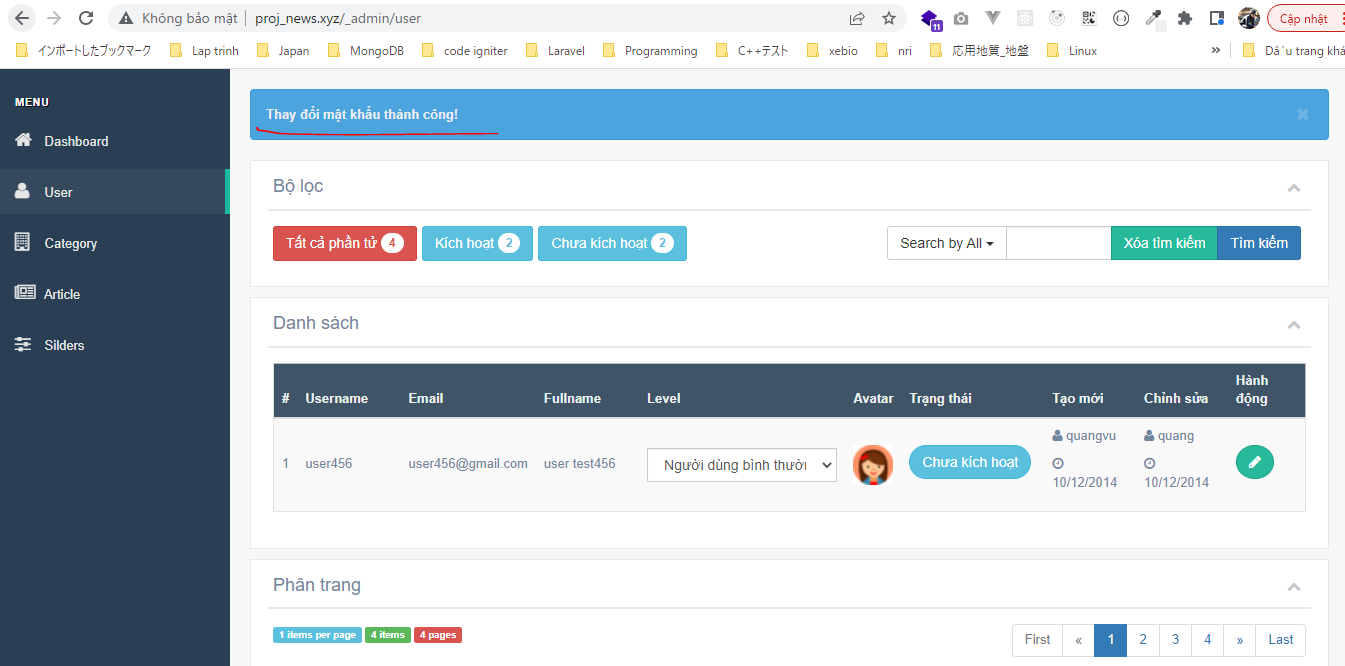 Không bảo mật proj_news.xyz/_admin/user
11
Cập nhật
インポートしたブックマーク Lap trinh Japan MongoDB code igniter Laravel Programming C++テスト xebio nri 応用地質_地盤 Linux » Dấu trang khá
MENU
Dashboard
User
Category
Article
Silders
Thay đổi mật khẩu thành công! ×
Bộ lọc
Tất cả phần tử 4 Kích hoạt 2 Chưa kích hoạt 2 Search by All Xóa tìm kiếm Tìm kiếm
Danh sách
# Username Email Fullname Level Avatar Trạng thái Tạo mới Chỉnh sửa Hành động
1 user456 user456@gmail.com user test456 Người dùng bình thườ Chưa kích hoạt
quangvu
10/12/2014
quang
10/12/2014
Phân trang
1 items per page 4 items 4 pages
First « 1 2 3 4 » Last